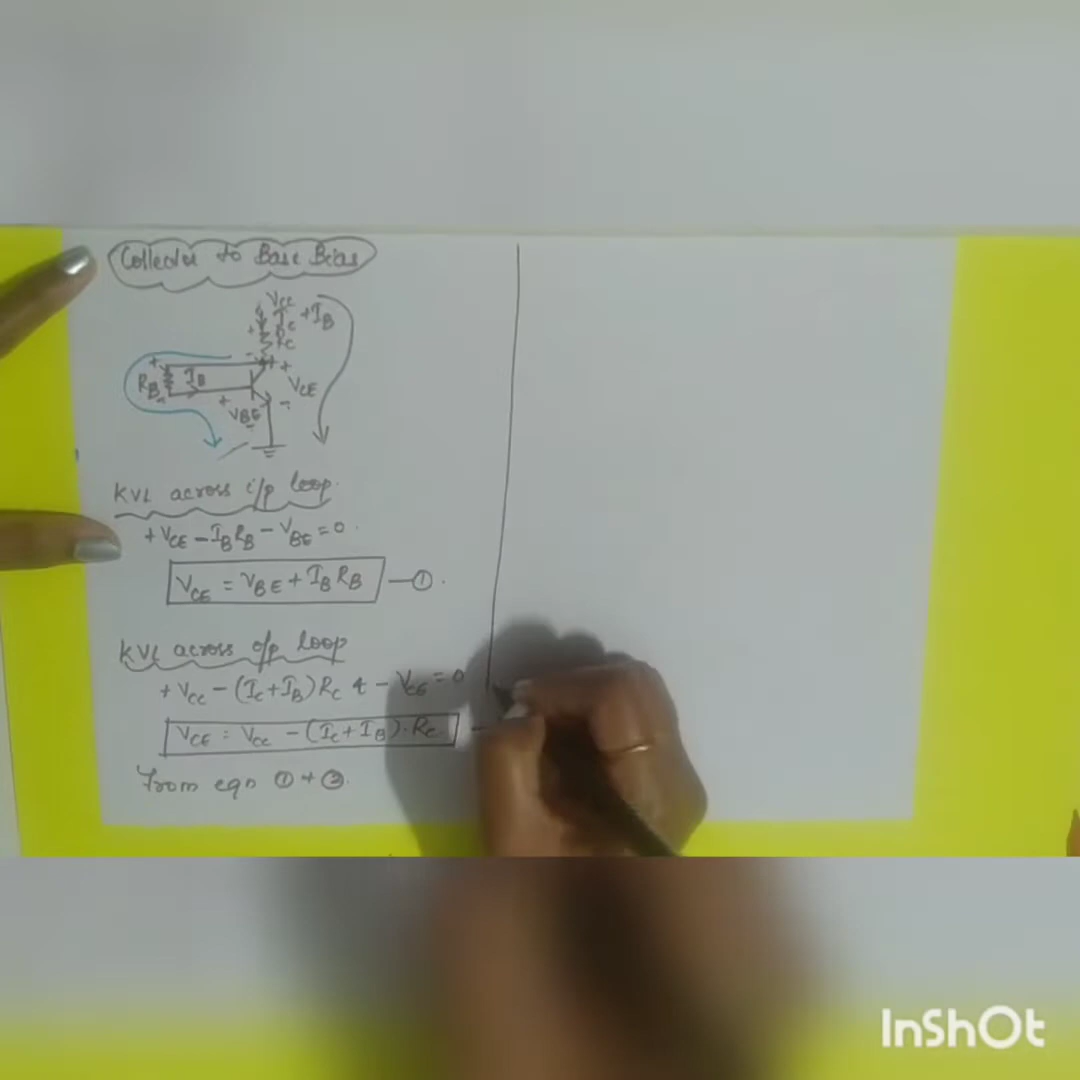 Collector to Base Bias
VCC
IC + IB
RC
+ - +
+ IB
RB
VCE
+ VBE -
KVL across i/p loop.
+VCE - IBRB - VBE = 0.
VCE = VBE + IBRB — ①.
KVL across o/p loop
+ VCC - (IC+IB) RC - VCE = 0
VCE = VCC - (IC+IB).RC.
From eqn ① + ②.
InShOt